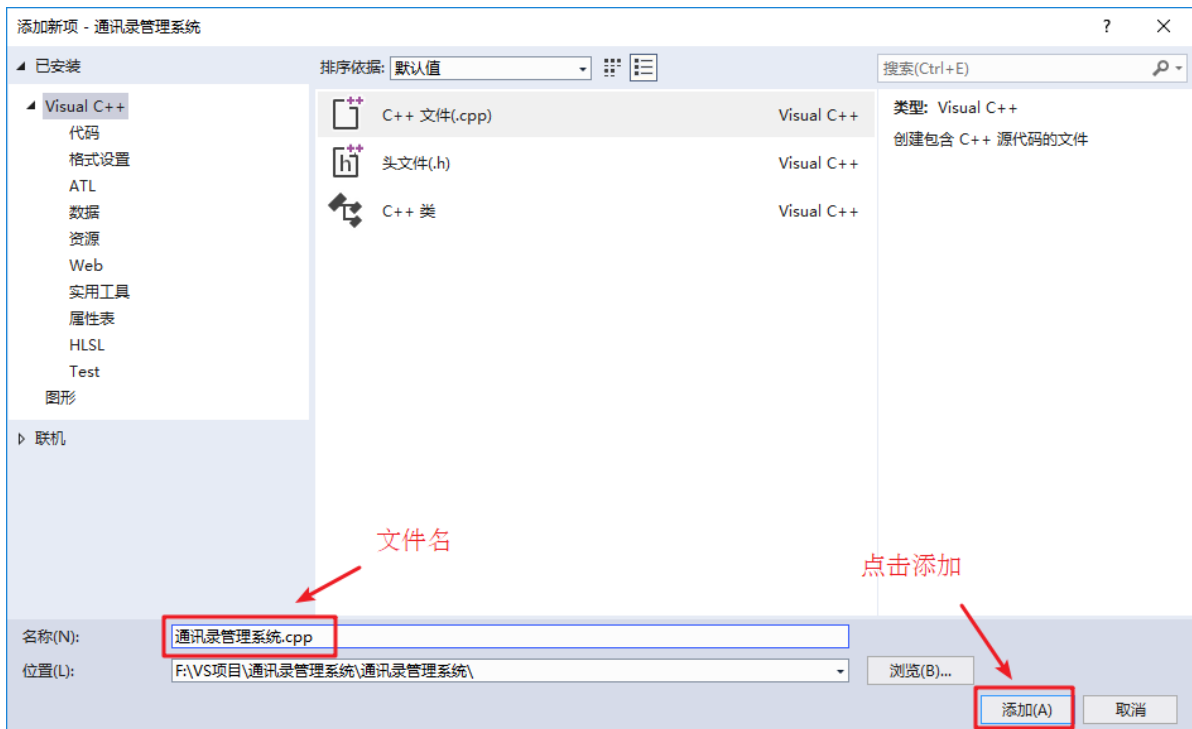 添加新项 - 通讯录管理系统
?
已安装
排序依据: 默认值
搜索(Ctrl+E)
Visual C++
代码
格式设置
ATL
数据
资源
Web
实用工具
属性表
HLSL
Test
图形
联机
C++ 文件(.cpp) Visual C++
头文件(.h) Visual C++
C++ 类 Visual C++
类型: Visual C++
创建包含 C++ 源代码的文件
文件名
点击添加
名称(N): 通讯录管理系统.cpp
位置(L): F:\VS项目\通讯录管理系统\通讯录管理系统\
浏览(B)...
添加(A)
取消